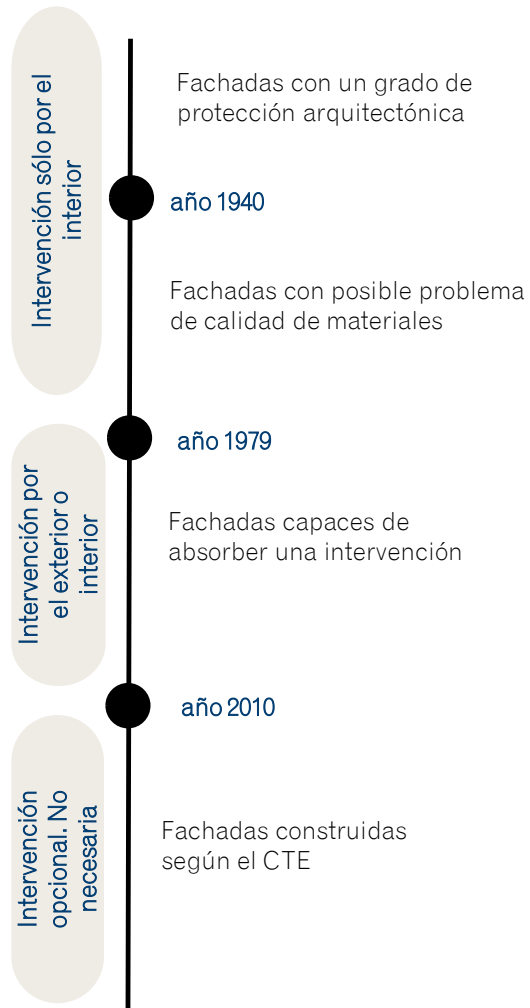 Intervención sólo por el
interior
Fachadas con un grado de
protección arquitectónica
año 1940
Fachadas con posible problema
de calidad de materiales
año 1979
Intervención por
el exterior o
interior
Fachadas capaces de
absorber una intervención
año 2010
Intervención
opcional. No
necesaria
Fachadas construidas
según el CTE